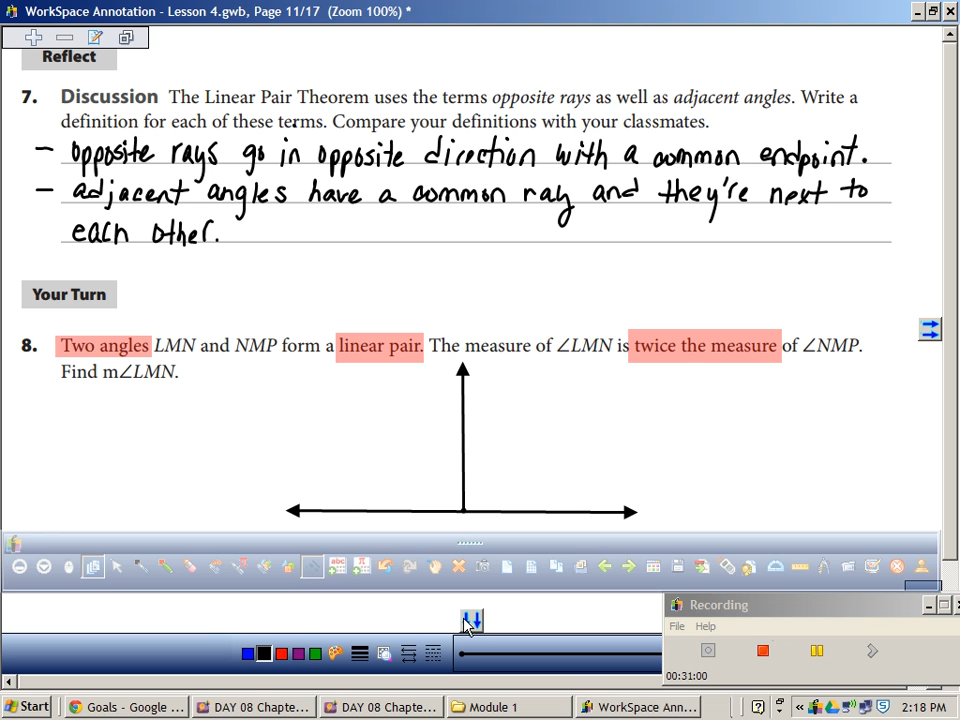 WorkSpace Annotation - Lesson 4.gwb, Page 11/17 (Zoom 100%) *
Reflect
7. Discussion The Linear Pair Theorem uses the terms opposite rays as well as adjacent angles. Write a
definition for each of these terms. Compare your definitions with your classmates.
- opposite rays go in opposite direction with a common endpoint.
- adjacent angles have a common ray and they're next to
each other.
Your Turn
8. Two angles LMN and NMP form a linear pair. The measure of ∠LMN is twice the measure of ∠NMP.
Find m∠LMN.
Recording
File Help
00:31:00
Start Goals - Google ... DAY 08 Chapte... DAY 08 Chapte... Module 1 WorkSpace Anno... 2:18 PM